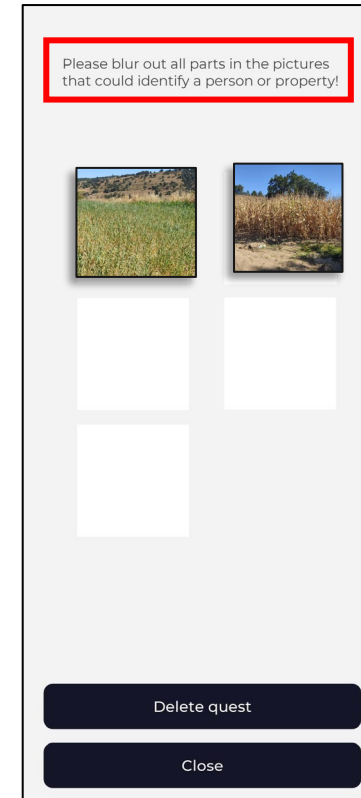 Please blur out all parts in the pictures
that could identify a person or property!
Delete quest
Close